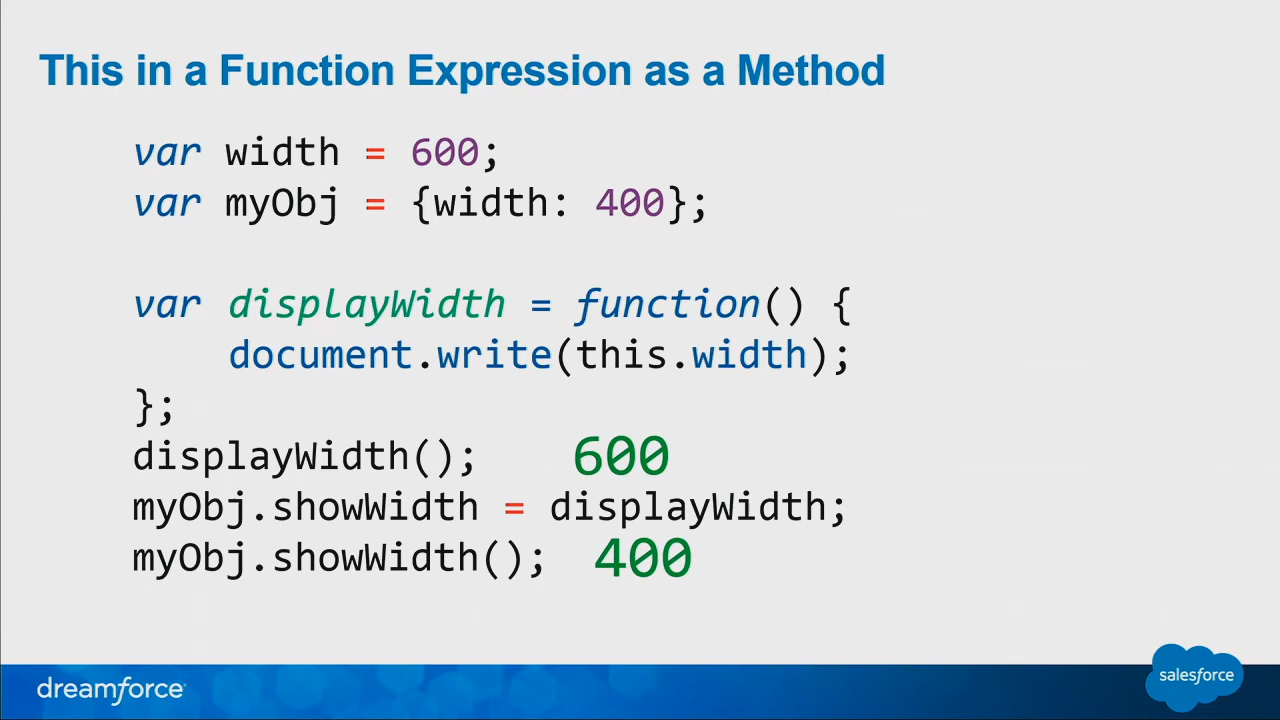 This in a Function Expression as a Method
var width = 600;
var myObj = {width: 400};
var displayWidth = function() {
document.write(this.width);
};
displayWidth(); 600
myObj.showWidth = displayWidth;
myObj.showWidth(); 400
dreamforce
salesforce